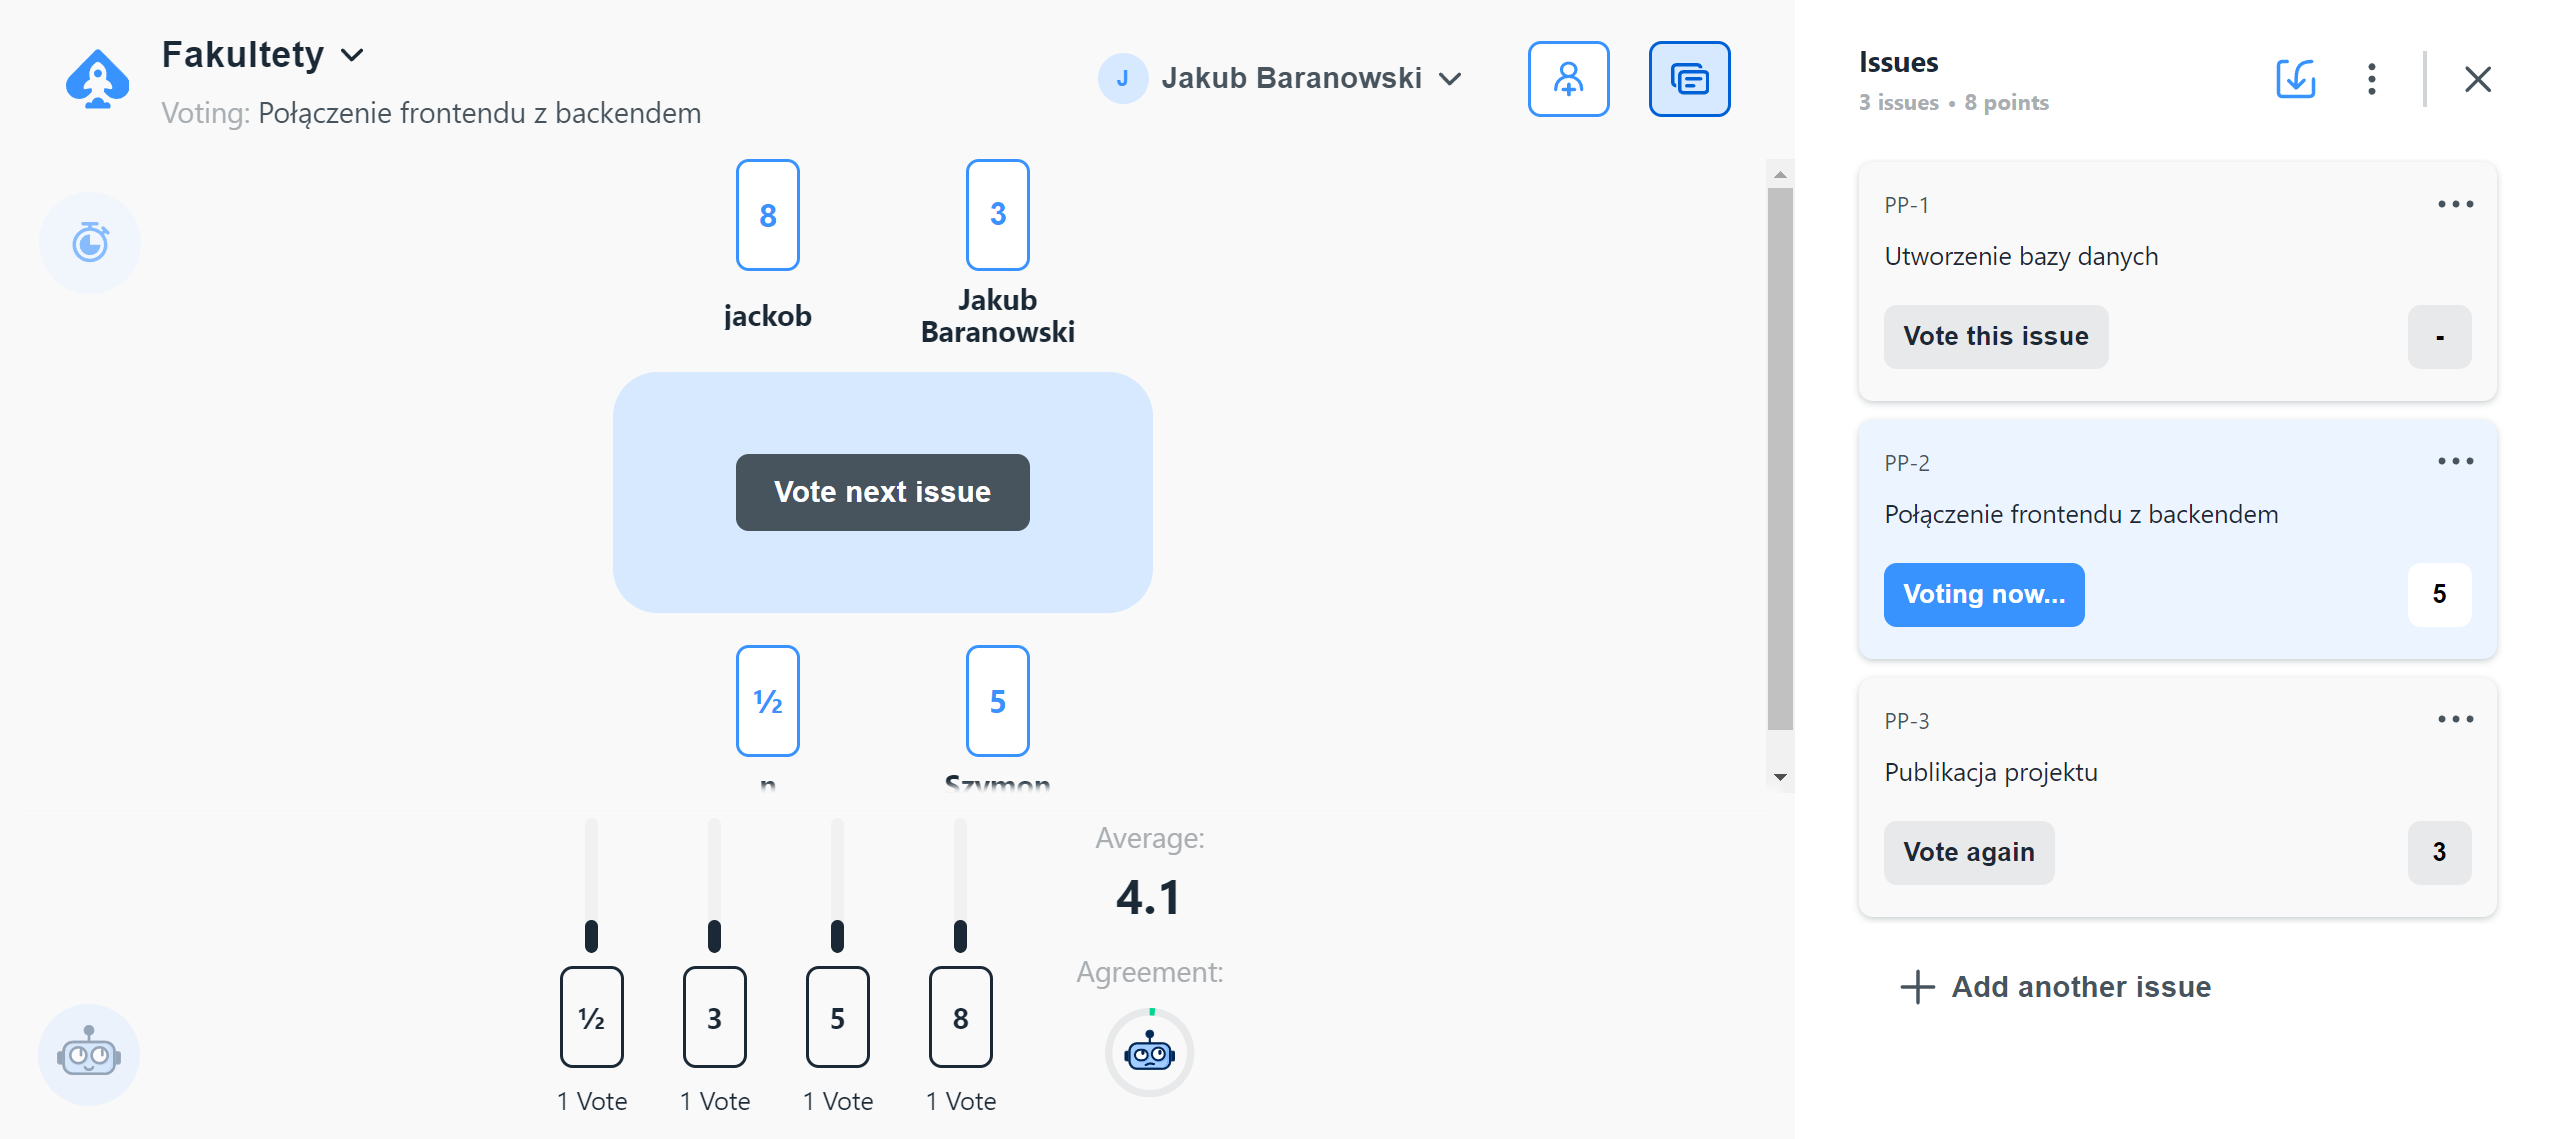 Fakultety
Voting: Połączenie frontendu z backendem
J Jakub Baranowski
8
3
jackob
Jakub
Baranowski
Vote next issue
½
5
n
Szymon
½
3
5
8
1 Vote
1 Vote
1 Vote
1 Vote
Average:
4.1
Agreement:
Issues
3 issues • 8 points
PP-1
Utworzenie bazy danych
Vote this issue
-
PP-2
Połączenie frontendu z backendem
Voting now...
5
PP-3
Publikacja projektu
Vote again
3
Add another issue